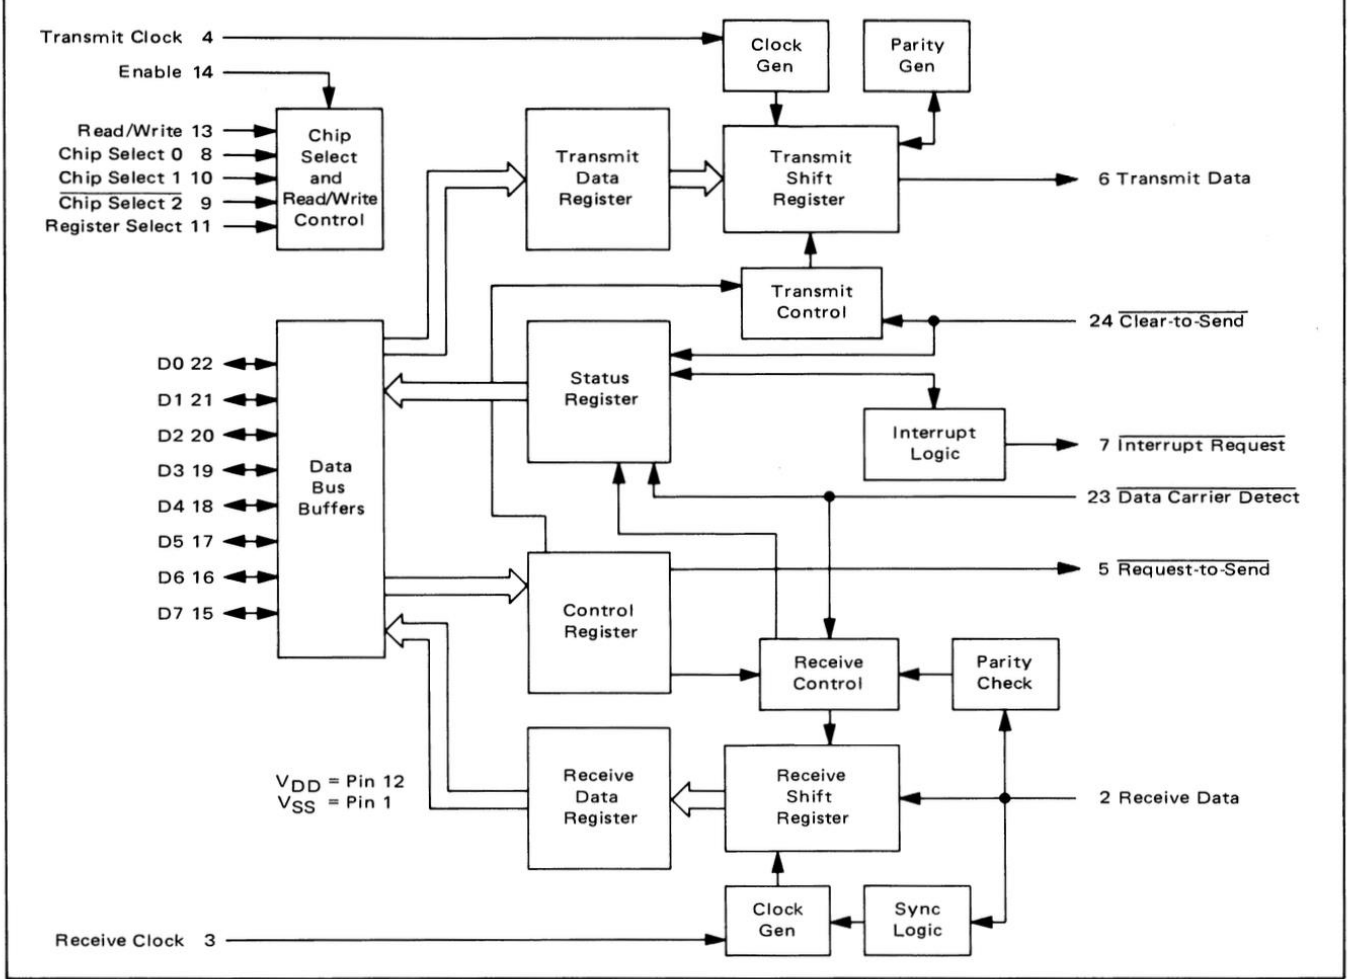 Transmit Clock 4
Clock
Gen
Parity
Gen
Enable 14
Read/Write 13
Chip Select 0 8
Chip Select 1 10
Chip Select 2 9
Register Select 11
Chip
Select
and
Read/Write
Control
Transmit
Data
Register
Transmit
Shift
Register
6 Transmit Data
Transmit
Control
24 Clear-to-Send
D0 22
D1 21
D2 20
D3 19
D4 18
D5 17
D6 16
D7 15
Data
Bus
Buffers
Status
Register
Interrupt
Logic
7 Interrupt Request
23 Data Carrier Detect
5 Request-to-Send
Control
Register
Receive
Control
Parity
Check
VDD = Pin 12
VSS = Pin 1
Receive
Data
Register
Receive
Shift
Register
2 Receive Data
Clock
Gen
Sync
Logic
Receive Clock 3